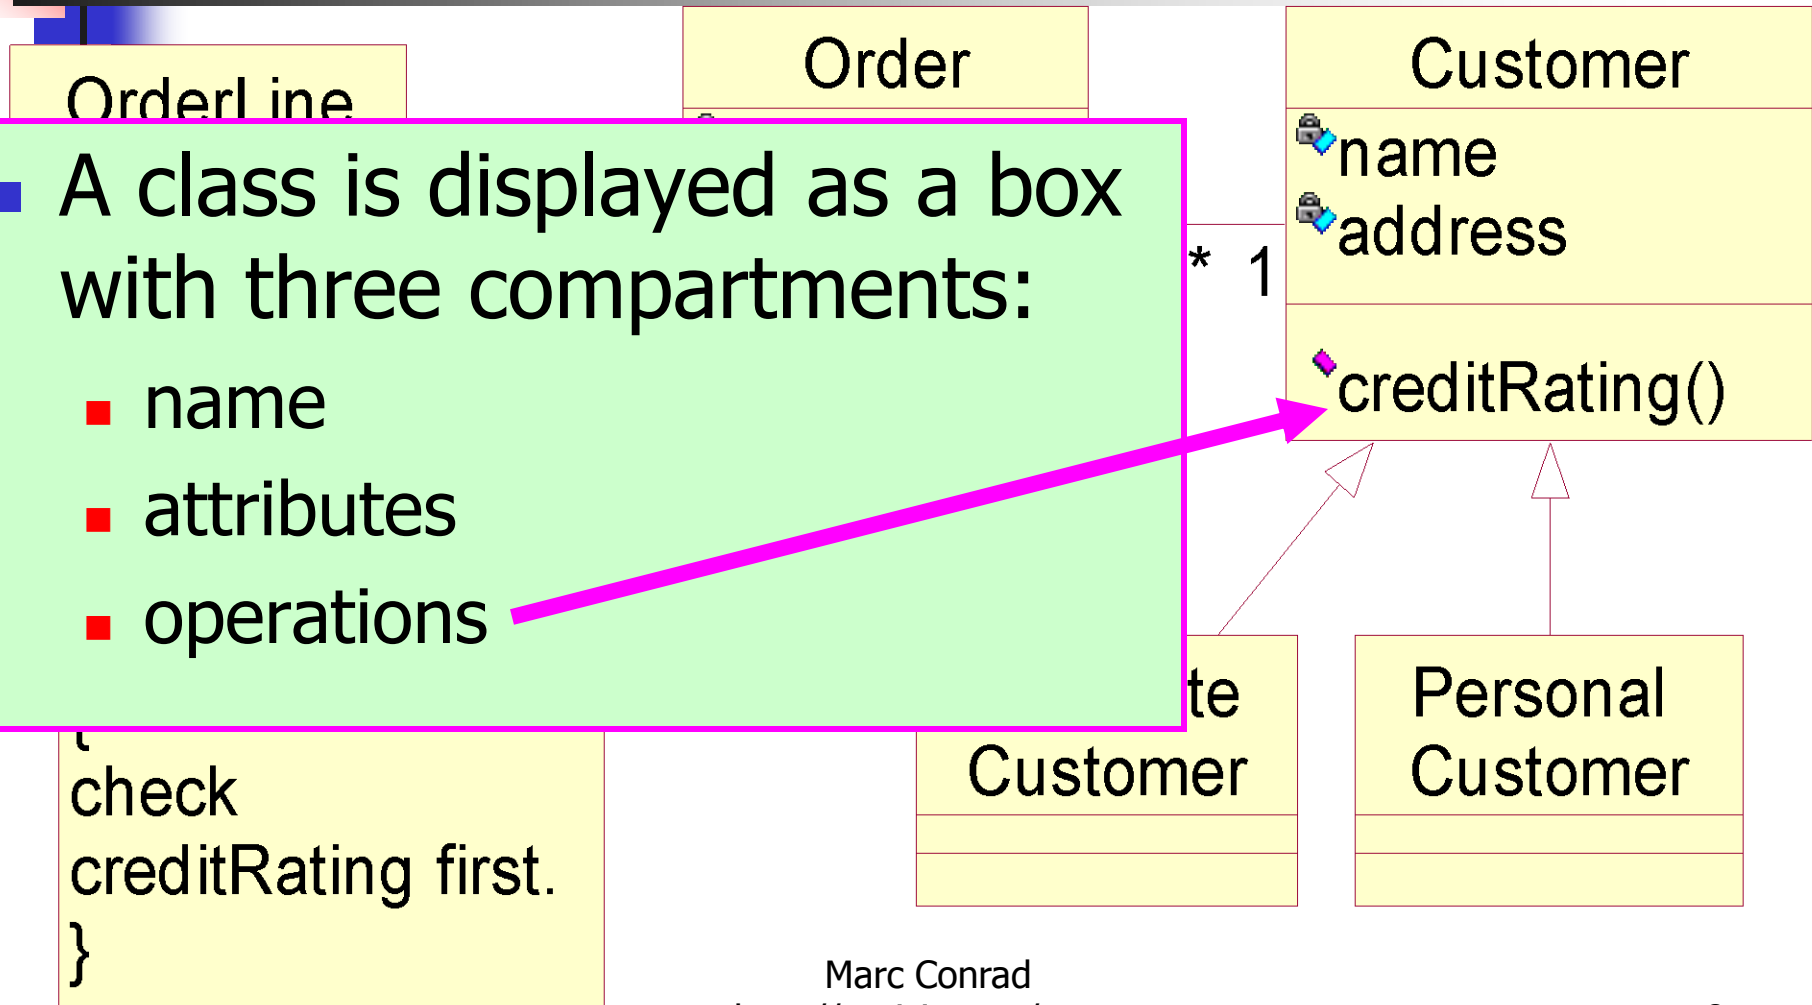 Order
Customer
OrderLine
A class is displayed as a box
with three compartments:
name
attributes
operations
name
address
* 1
creditRating()
te
Customer
Personal
Customer
{
check
creditRating first.
}
Marc Conrad